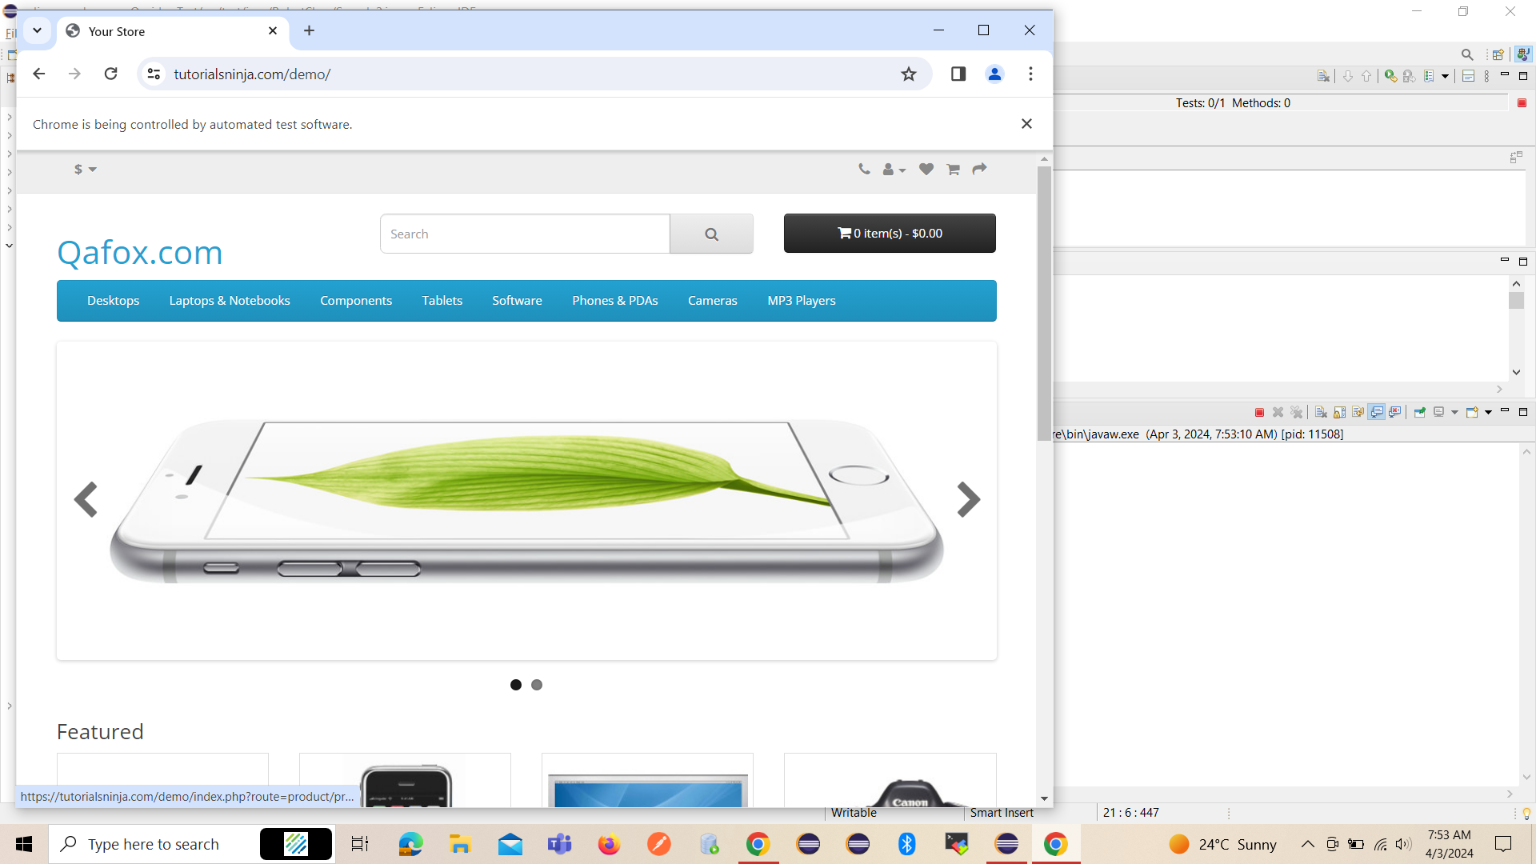 Your Store
tutorialsninja.com/demo/
Chrome is being controlled by automated test software.
Tests: 0/1 Methods: 0
$
Search
0 item(s) - $0.00
Qafox.com
Desktops
Laptops & Notebooks
Components
Tablets
Software
Phones & PDAs
Cameras
MP3 Players
re\bin\javaw.exe (Apr 3, 2024, 7:53:10 AM) [pid: 11508]
Featured
Canon
https://tutorialsninja.com/demo/index.php?route=product/pr...
Writable
Smart Insert
21 : 6 : 447
Type here to search
24°C Sunny
7:53 AM
4/3/2024